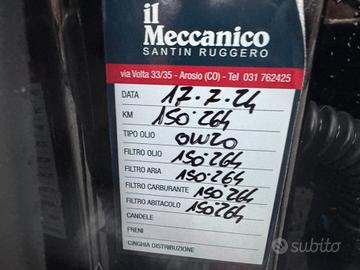 il
Meccanico
SANTIN RUGGERO
via Volta 33/35 - Arosio (CO) - Tel 031 762425
DATA 17.7.24
KM 150.264
TIPO OLIO 0W20
FILTRO OLIO 150.264
FILTRO ARIA 150.264
FILTRO CARBURANTE 150.264
FILTRO ABITACOLO 150.264
CANDELE
FRENI
CINGHIA DISTRIBUZIONE
subito